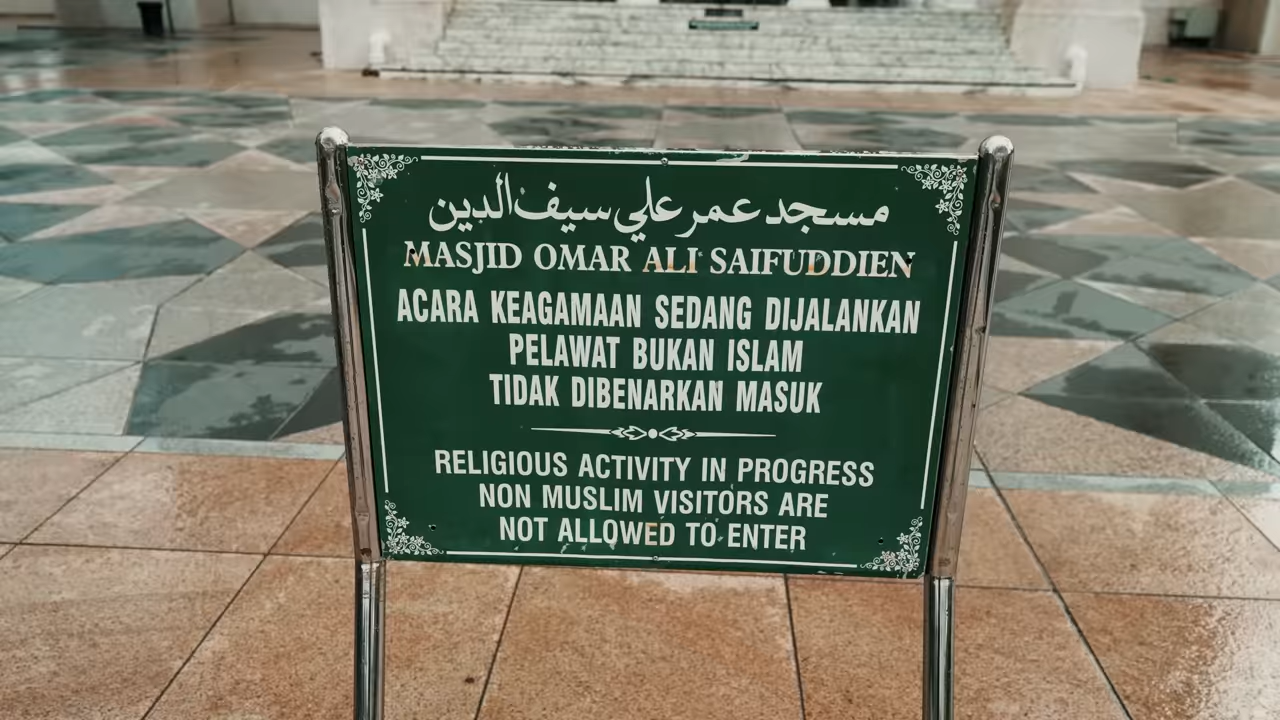 مسجد عمر علي سيف الدين
MASJID OMAR ALI SAIFUDDIEN
ACARA KEAGAMAAN SEDANG DIJALANKAN
PELAWAT BUKAN ISLAM
TIDAK DIBENARKAN MASUK
RELIGIOUS ACTIVITY IN PROGRESS
NON MUSLIM VISITORS ARE
NOT ALLOWED TO ENTER